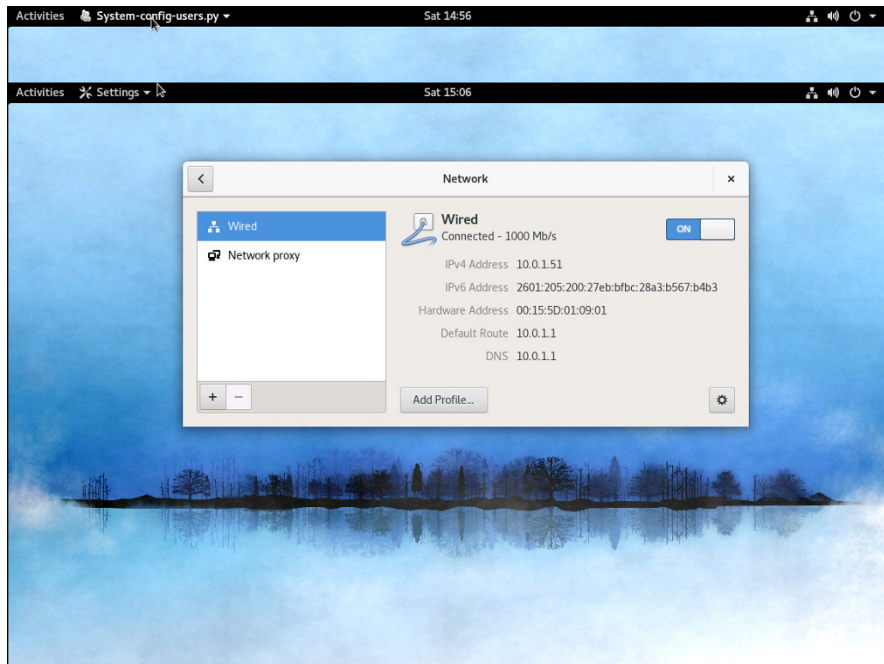 Activities System-config-users.py Sat 14:56
Activities Settings Sat 15:06
Network
Wired
Network proxy
Wired
Connected - 1000 Mb/s
ON
IPv4 Address 10.0.1.51
IPv6 Address 2601:205:200:27eb:bfbc:28a3:b567:b4b3
Hardware Address 00:15:5D:01:09:01
Default Route 10.0.1.1
DNS 10.0.1.1
Add Profile...